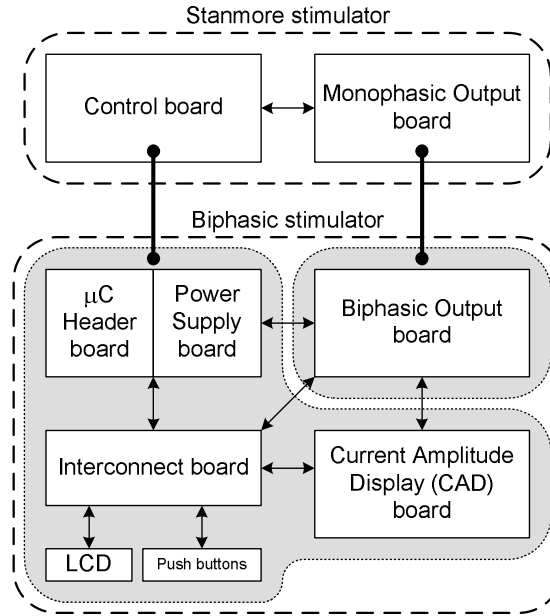 Stanmore stimulator
Control board
Monophasic Output
board
Biphasic stimulator
μC
Header
board
Power
Supply
board
Biphasic Output
board
Interconnect board
Current Amplitude
Display (CAD)
board
LCD
Push buttons